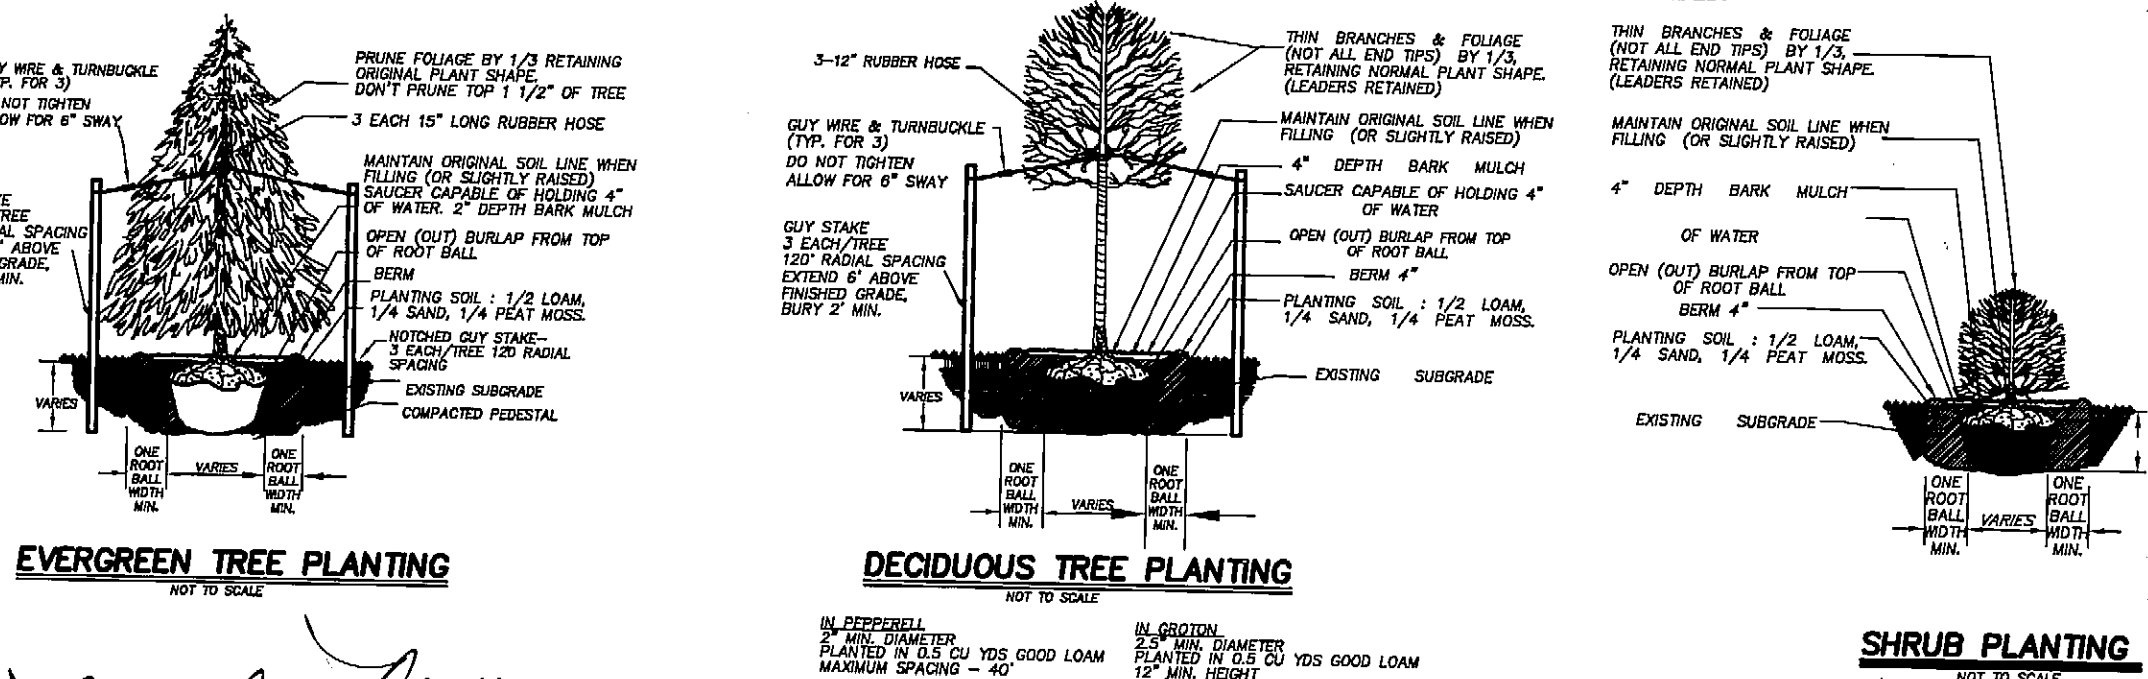 Y WIRE & TURNBUCKLE
P. FOR 3)
NOT TIGHTEN
OW FOR 6" SWAY
E
TREE
AL SPACING
' ABOVE
GRADE,
MIN.
PRUNE FOLIAGE BY 1/3 RETAINING
ORIGINAL PLANT SHAPE.
DON'T PRUNE TOP 1 1/2" OF TREE
3 EACH 15" LONG RUBBER HOSE
MAINTAIN ORIGINAL SOIL LINE WHEN
FILLING (OR SLIGHTLY RAISED)
SAUCER CAPABLE OF HOLDING 4"
OF WATER. 2" DEPTH BARK MULCH
OPEN (OUT) BURLAP FROM TOP
OF ROOT BALL
BERM
PLANTING SOIL : 1/2 LOAM,
1/4 SAND, 1/4 PEAT MOSS.
NOTCHED GUY STAKE-
3 EACH/TREE 120 RADIAL
SPACING
EXISTING SUBGRADE
COMPACTED PEDESTAL
VARIES
ONE
ROOT
BALL
WIDTH
MIN.
VARIES
ONE
ROOT
BALL
WIDTH
MIN.
EVERGREEN TREE PLANTING
NOT TO SCALE
3-12" RUBBER HOSE
GUY WIRE & TURNBUCKLE
(TYP. FOR 3)
DO NOT TIGHTEN
ALLOW FOR 6" SWAY
GUY STAKE
3 EACH/TREE
120° RADIAL SPACING
EXTEND 6' ABOVE
FINISHED GRADE,
BURY 2' MIN.
THIN BRANCHES & FOLIAGE
(NOT ALL END TIPS) BY 1/3,
RETAINING NORMAL PLANT SHAPE.
(LEADERS RETAINED)
MAINTAIN ORIGINAL SOIL LINE WHEN
FILLING (OR SLIGHTLY RAISED)
4" DEPTH BARK MULCH
SAUCER CAPABLE OF HOLDING 4"
OF WATER
OPEN (OUT) BURLAP FROM TOP
OF ROOT BALL
BERM 4"
PLANTING SOIL : 1/2 LOAM,
1/4 SAND, 1/4 PEAT MOSS.
EXISTING SUBGRADE
VARIES
ONE
ROOT
BALL
WIDTH
MIN.
VARIES
ONE
ROOT
BALL
WIDTH
MIN.
DECIDUOUS TREE PLANTING
NOT TO SCALE
IN PEPPERELL
2" MIN. DIAMETER
PLANTED IN 0.5 CU YDS GOOD LOAM
MAXIMUM SPACING - 40'
IN GROTON
2.5" MIN. DIAMETER
PLANTED IN 0.5 CU YDS GOOD LOAM
12" MIN. HEIGHT
THIN BRANCHES & FOLIAGE
(NOT ALL END TIPS) BY 1/3,
RETAINING NORMAL PLANT SHAPE.
(LEADERS RETAINED)
MAINTAIN ORIGINAL SOIL LINE WHEN
FILLING (OR SLIGHTLY RAISED)
4" DEPTH BARK MULCH
OF WATER
OPEN (OUT) BURLAP FROM TOP
OF ROOT BALL
BERM 4"
PLANTING SOIL : 1/2 LOAM,
1/4 SAND, 1/4 PEAT MOSS.
EXISTING SUBGRADE
ONE
ROOT
BALL
WIDTH
MIN.
VARIES
ONE
ROOT
BALL
WIDTH
MIN.
SHRUB PLANTING
NOT TO SCALE